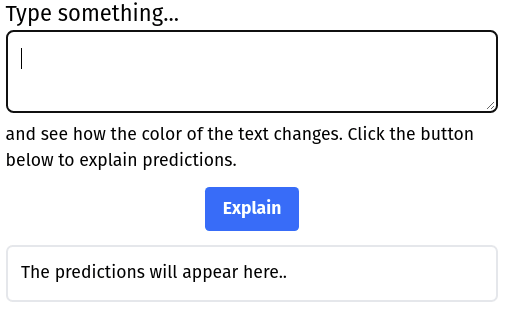 Type something...
and see how the color of the text changes. Click the button
below to explain predictions.
Explain
The predictions will appear here..